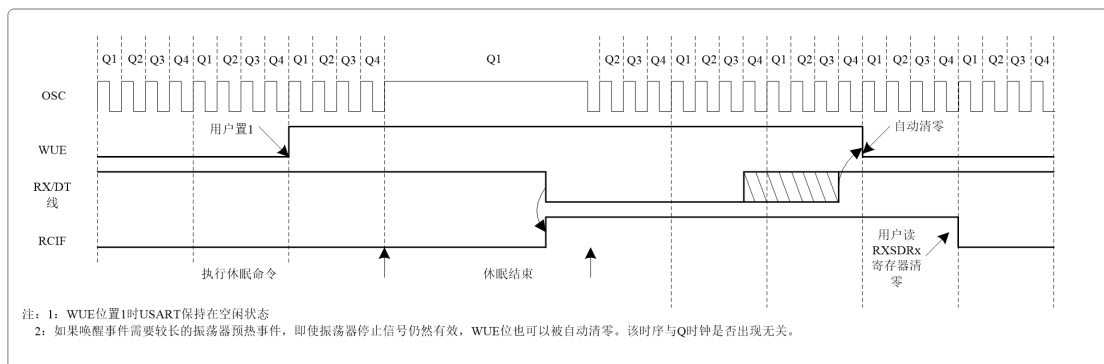 Q1 Q2 Q3 Q4 Q1 Q2 Q3 Q4 Q1 Q2 Q3 Q4 Q1 Q2 Q3 Q4 Q1 Q2 Q3 Q4 Q1 Q2 Q3 Q4 Q1 Q2 Q3 Q4 Q1 Q2 Q3 Q4
OSC
用户置1
自动清零
WUE
RX/DT
线
RCIF
用户读
RXSDRx
寄存器清
零
执行休眠命令
休眠结束
注：1：WUE位置1时USART保持在空闲状态
2：如果唤醒事件需要较长的振荡器预热事件，即使振荡器停止信号仍然有效，WUE位也可以被自动清零。该时序与Q时钟是否出现无关。